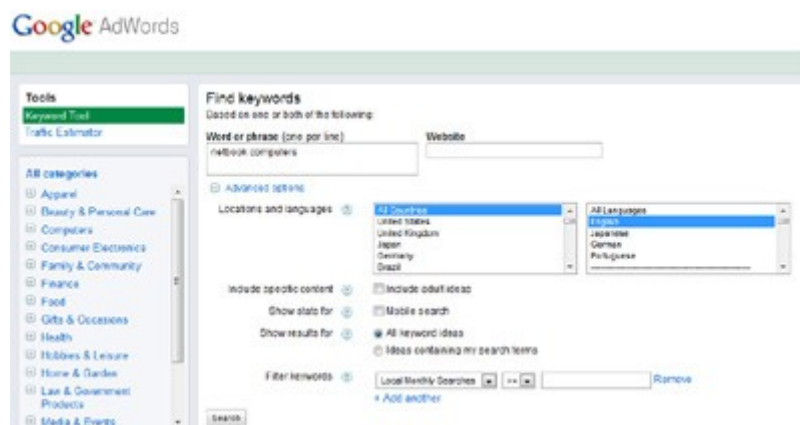 Google AdWords
Tools
Keyword Tool
Traffic Estimator
All categories
Apparel
Beauty & Personal Care
Computers
Consumer Electronics
Family & Community
Finance
Food
Gifts & Occasions
Health
Hobbies & Leisure
Home & Garden
Law & Government
Products
Media & Events
Find keywords
Based on one or both of the following:
Word or phrase (one per line)
Website
netbook computers
Advanced options
Locations and languages
All Countries
United States
United Kingdom
Japan
Germany
Brazil
All Languages
English
Japanese
German
Portuguese
Include specific content
Include adult ideas
Show stats for
Mobile search
Show results for
All keyword ideas
Ideas containing my search terms
Filter keywords
Local Monthly Searches
Remove
+ Add another
Search